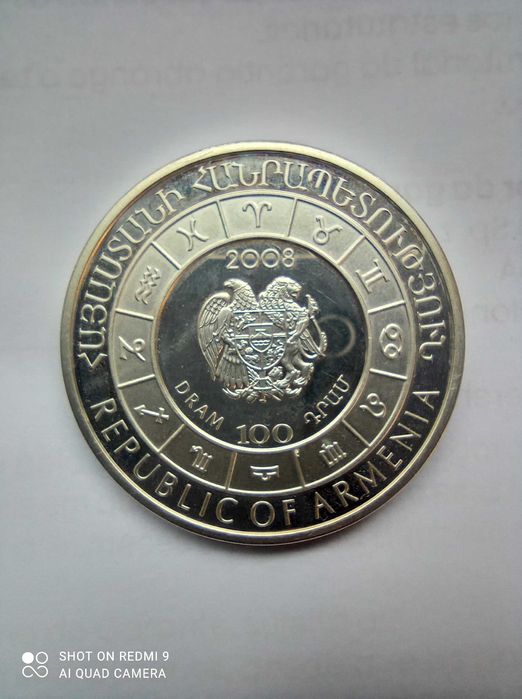 ՀԱՅԱՍՏԱՆԻ ՀԱՆՐԱՊԵՏՈՒԹՅՈՒՆ
2008
DRAM 100 ԴՐԱՄ
REPUBLIC OF ARMENIA
SHOT ON REDMI 9
AI QUAD CAMERA